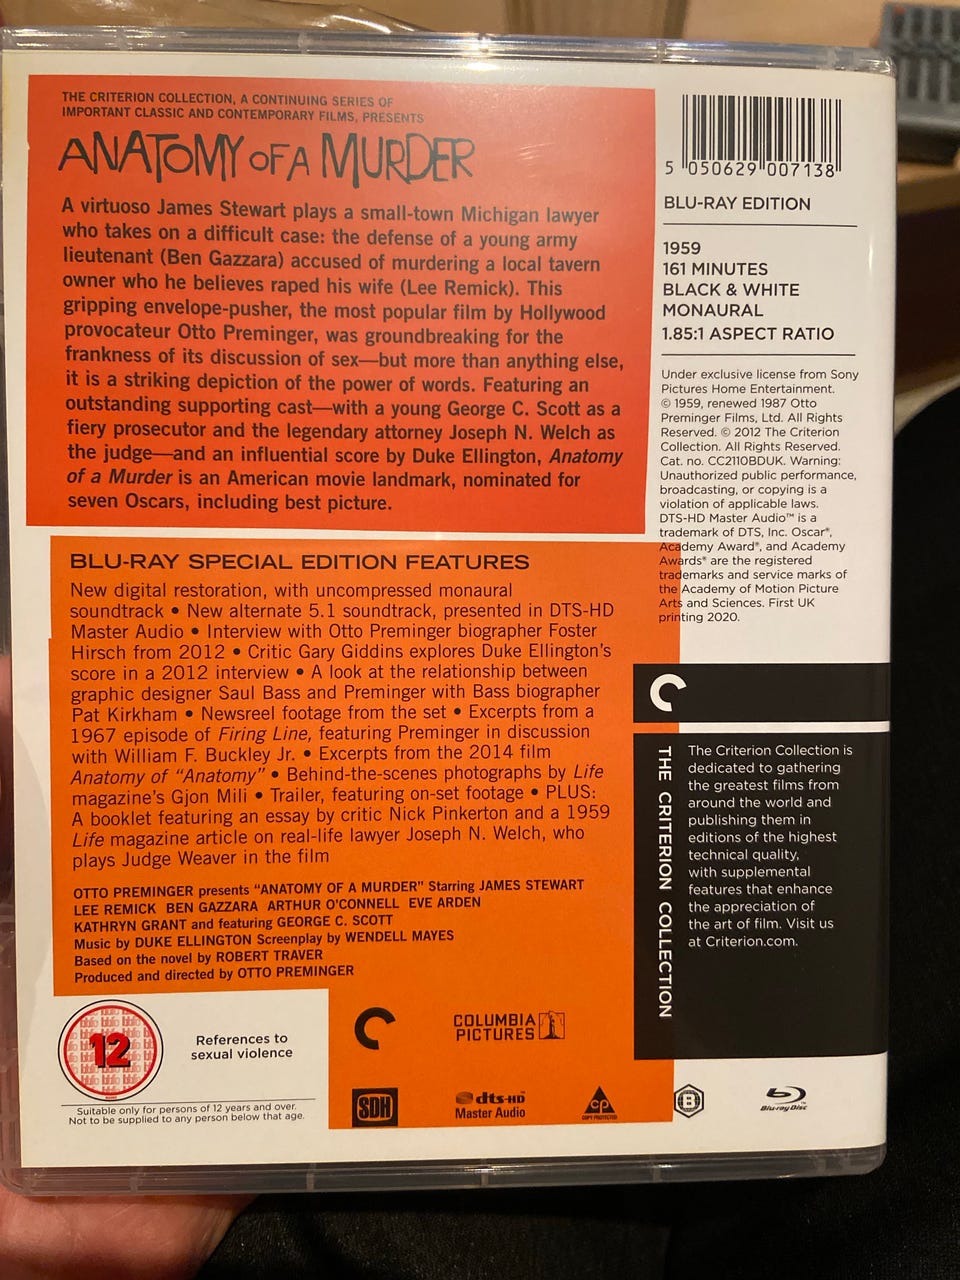 THE CRITERION COLLECTION, A CONTINUING SERIES OF
IMPORTANT CLASSIC AND CONTEMPORARY FILMS, PRESENTS
ANATOMY OF A MURDER
A virtuoso James Stewart plays a small-town Michigan lawyer
who takes on a difficult case: the defense of a young army
lieutenant (Ben Gazzara) accused of murdering a local tavern
owner who he believes raped his wife (Lee Remick). This
gripping envelope-pusher, the most popular film by Hollywood
provocateur Otto Preminger, was groundbreaking for the
frankness of its discussion of sex—but more than anything else,
it is a striking depiction of the power of words. Featuring an
outstanding supporting cast—with a young George C. Scott as a
fiery prosecutor and the legendary attorney Joseph N. Welch as
the judge—and an influential score by Duke Ellington, Anatomy
of a Murder is an American movie landmark, nominated for
seven Oscars, including best picture.
BLU-RAY SPECIAL EDITION FEATURES
New digital restoration, with uncompressed monaural
soundtrack • New alternate 5.1 soundtrack, presented in DTS-HD
Master Audio • Interview with Otto Preminger biographer Foster
Hirsch from 2012 • Critic Gary Giddins explores Duke Ellington's
score in a 2012 interview • A look at the relationship between
graphic designer Saul Bass and Preminger with Bass biographer
Pat Kirkham • Newsreel footage from the set • Excerpts from a
1967 episode of Firing Line, featuring Preminger in discussion
with William F. Buckley Jr. • Excerpts from the 2014 film
Anatomy of "Anatomy" • Behind-the-scenes photographs by Life
magazine's Gjon Mili • Trailer, featuring on-set footage • PLUS:
A booklet featuring an essay by critic Nick Pinkerton and a 1959
Life magazine article on real-life lawyer Joseph N. Welch, who
plays Judge Weaver in the film
OTTO PREMINGER presents "ANATOMY OF A MURDER" Starring JAMES STEWART
LEE REMICK BEN GAZZARA ARTHUR O'CONNELL EVE ARDEN
KATHRYN GRANT and featuring GEORGE C. SCOTT
Music by DUKE ELLINGTON Screenplay by WENDELL MAYES
Based on the novel by ROBERT TRAVER
Produced and directed by OTTO PREMINGER
12
References to
sexual violence
Suitable only for persons of 12 years and over.
Not to be supplied to any person below that age.
COLUMBIA
PICTURES
SDH
dts-HD
Master Audio
CP
COPY PROTECTED
B
Blu-ray Disc
5 050629 007138
BLU-RAY EDITION
1959
161 MINUTES
BLACK & WHITE
MONAURAL
1.85:1 ASPECT RATIO
Under exclusive license from Sony
Pictures Home Entertainment.
© 1959, renewed 1987 Otto
Preminger Films, Ltd. All Rights
Reserved. © 2012 The Criterion
Collection. All Rights Reserved.
Cat. no. CC2110BDUK. Warning:
Unauthorized public performance,
broadcasting, or copying is a
violation of applicable laws.
DTS-HD Master Audio™ is a
trademark of DTS, Inc. Oscar®,
Academy Award®, and Academy
Awards® are the registered
trademarks and service marks of
the Academy of Motion Picture
Arts and Sciences. First UK
printing 2020.
THE CRITERION COLLECTION
The Criterion Collection is
dedicated to gathering
the greatest films from
around the world and
publishing them in
editions of the highest
technical quality,
with supplemental
features that enhance
the appreciation of
the art of film. Visit us
at Criterion.com.